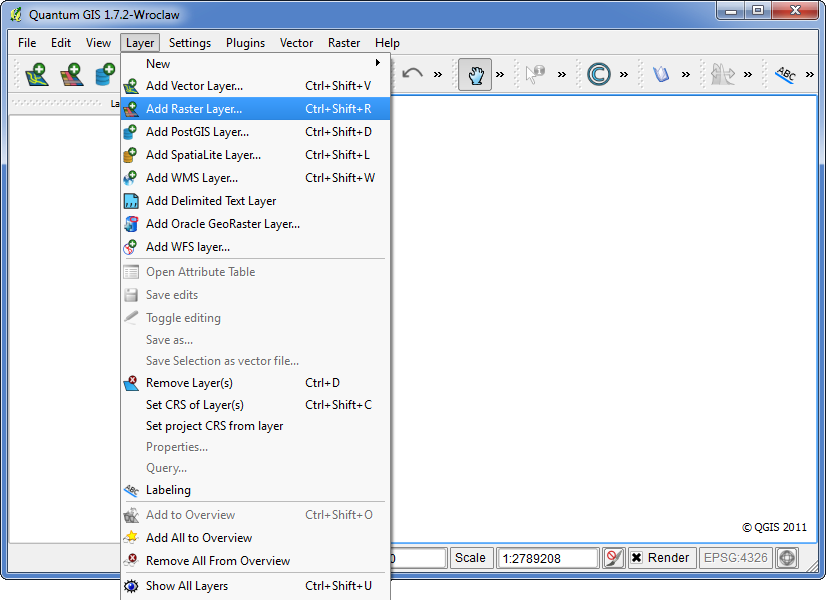 Quantum GIS 1.7.2-Wroclaw
File Edit View Layer Settings Plugins Vector Raster Help
New
Add Vector Layer... Ctrl+Shift+V
La
Add Raster Layer... Ctrl+Shift+R
Add PostGIS Layer... Ctrl+Shift+D
Add SpatiaLite Layer... Ctrl+Shift+L
Add WMS Layer... Ctrl+Shift+W
Add Delimited Text Layer
Add Oracle GeoRaster Layer...
Add WFS layer...
Open Attribute Table
Save edits
Toggle editing
Save as...
Save Selection as vector file...
Remove Layer(s) Ctrl+D
Set CRS of Layer(s) Ctrl+Shift+C
Set project CRS from layer
Properties...
Query...
Labeling
Add to Overview Ctrl+Shift+O
© QGIS 2011
Add All to Overview
Remove All From Overview
0 Scale 1:2789208 Render EPSG:4326
Show All Layers Ctrl+Shift+U